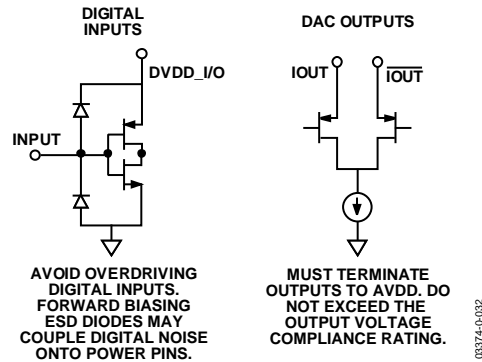 DIGITAL
INPUTS
DVDD_I/O
INPUT
AVOID OVERDRIVING
DIGITAL INPUTS.
FORWARD BIASING
ESD DIODES MAY
COUPLE DIGITAL NOISE
ONTO POWER PINS.
DAC OUTPUTS
IOUT
IOUT
MUST TERMINATE
OUTPUTS TO AVDD. DO
NOT EXCEED THE
OUTPUT VOLTAGE
COMPLIANCE RATING.
09374-0-032